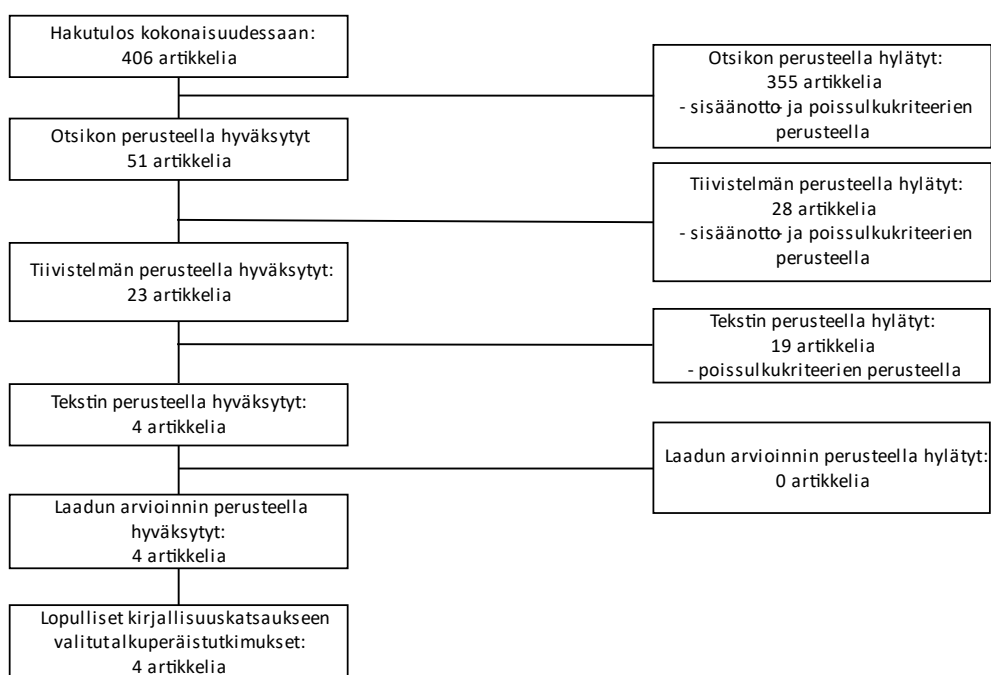 Hakutulos kokonaisuudessaan:
406 artikkelia
Otsikon perusteella hylätyt:
355 artikkelia
- sisäänotto- ja poissulkukriteerien
perusteella
Otsikon perusteella hyväksytyt
51 artikkelia
Tiivistelmän perusteella hylätyt:
28 artikkelia
- sisäänotto- ja poissulkukriteerien
perusteella
Tiivistelmän perusteella hyväksytyt:
23 artikkelia
Tekstin perusteella hylätyt:
19 artikkelia
- poissulkukriteerien perusteella
Tekstin perusteella hyväksytyt:
4 artikkelia
Laadun arvioinnin perusteella hylätyt:
0 artikkelia
Laadun arvioinnin perusteella
hyväksytyt:
4 artikkelia
Lopulliset kirjallisuuskatsaukseen
valitutalkuperäistutkimukset:
4 artikkelia